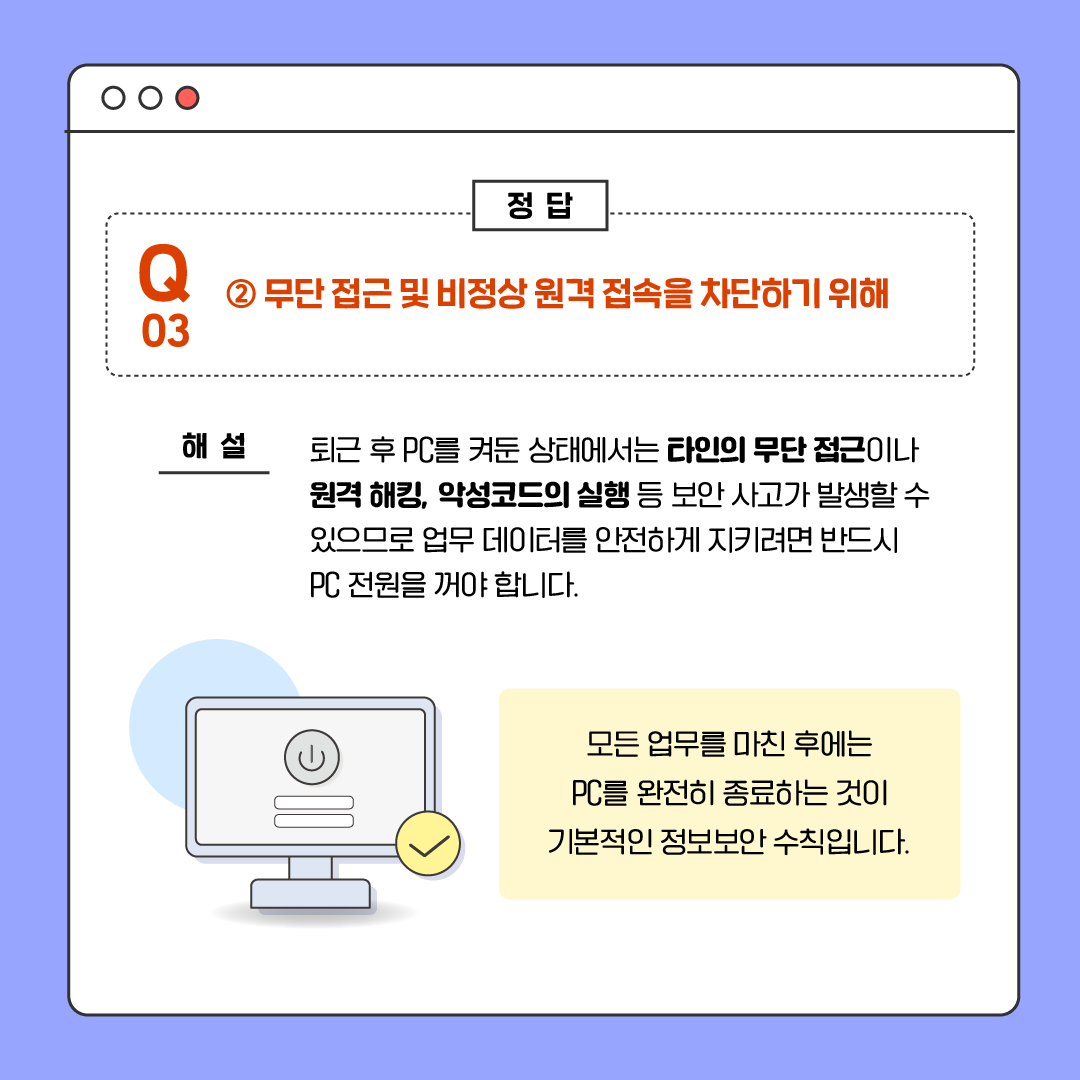 정 답
Q
03
② 무단 접근 및 비정상 원격 접속을 차단하기 위해
해 설
퇴근 후 PC를 켜둔 상태에서는 타인의 무단 접근이나
원격 해킹, 악성코드의 실행 등 보안 사고가 발생할 수
있으므로 업무 데이터를 안전하게 지키려면 반드시
PC 전원을 꺼야 합니다.
모든 업무를 마친 후에는
PC를 완전히 종료하는 것이
기본적인 정보보안 수칙입니다.